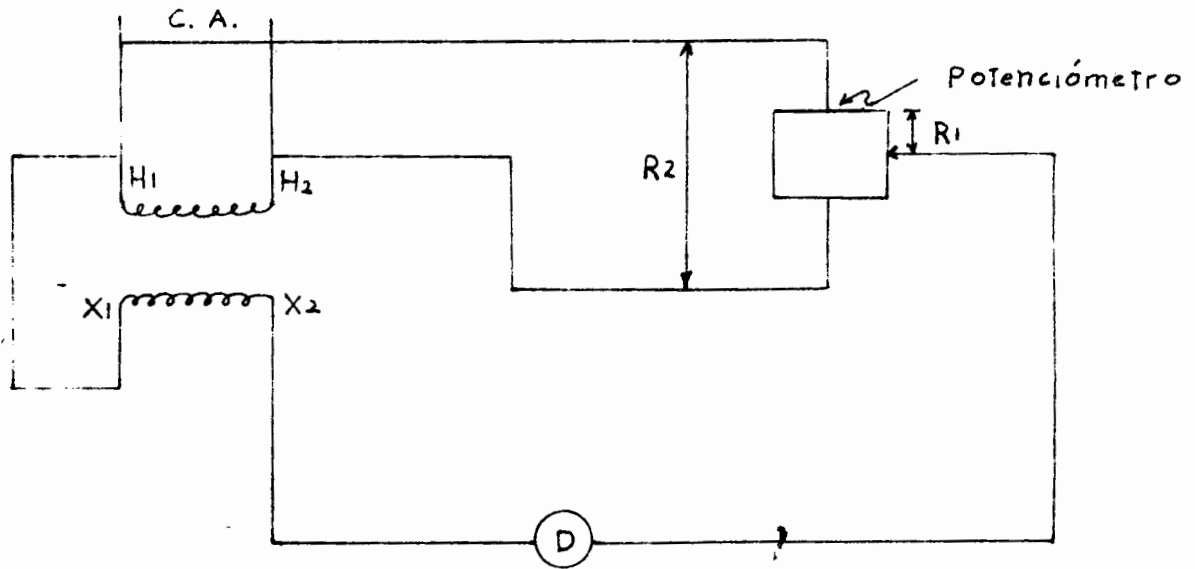 C. A.
Potenciómetro
R1
R2
H1
H2
X1
X2
D